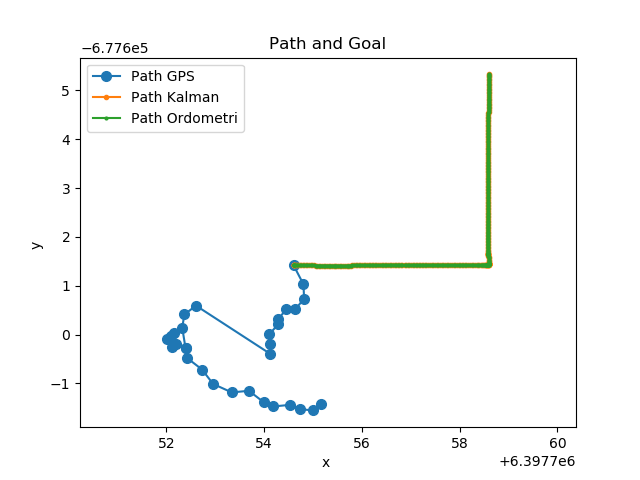 Path and Goal
−6.776e5
Path GPS
Path Kalman
Path Ordometri
5
4
3
2
1
0
−1
y
52
54
56
58
60
x
+6.3977e6